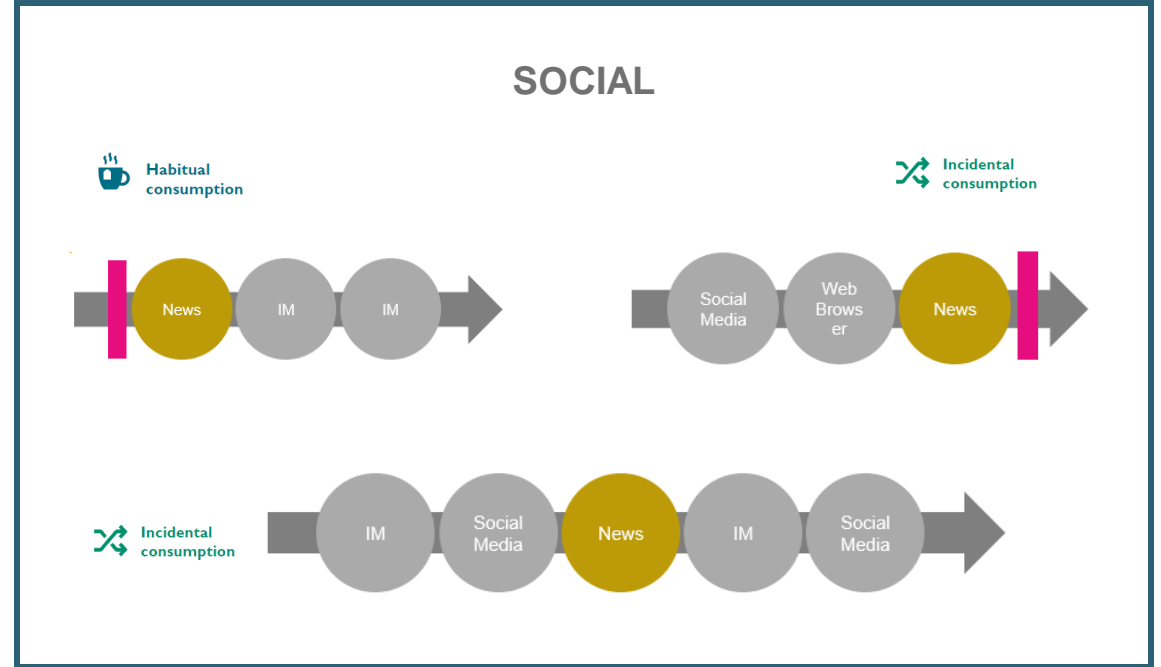 SOCIAL
Habitual
consumption
Incidental
consumption
News
IM
IM
Social
Media
Web
Brows
er
News
Incidental
consumption
IM
Social
Media
News
IM
Social
Media